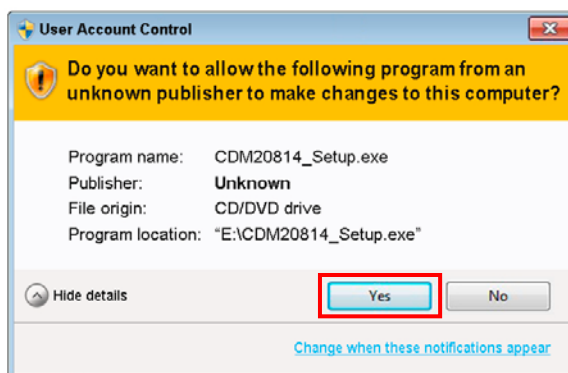 User Account Control
Do you want to allow the following program from an
unknown publisher to make changes to this computer?
Program name: CDM20814_Setup.exe
Publisher: Unknown
File origin: CD/DVD drive
Program location: "E:\CDM20814_Setup.exe"
Hide details
Yes
No
Change when these notifications appear